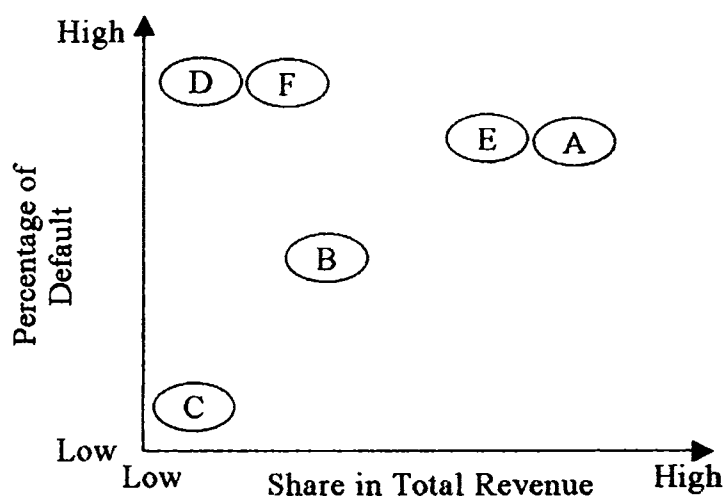 High
D F
E A
Percentage of
Default
B
C
Low
Low Share in Total Revenue High